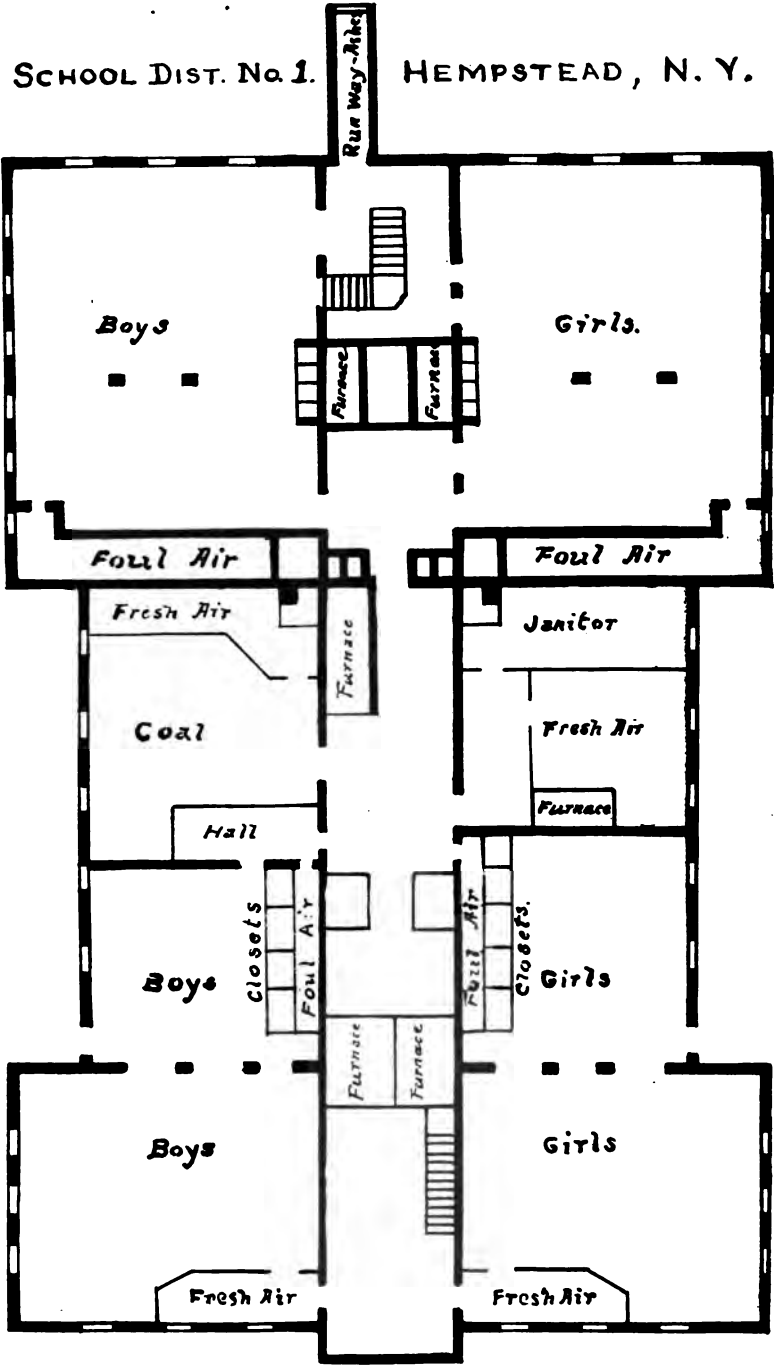 SCHOOL DIST. No. 1. HEMPSTEAD, N. Y.
Run Way-Ashes
Boys
Girls.
Furnace
Furnace
Foul Air
Foul Air
Fresh Air
Janitor
Furnace
Coal
Fresh Air
Furnace
Hall
Closets
Foul Air
Foul Air
Closets.
Boys
Girls
Furnace
Furnace
Boys
Girls
Fresh Air
Fresh Air